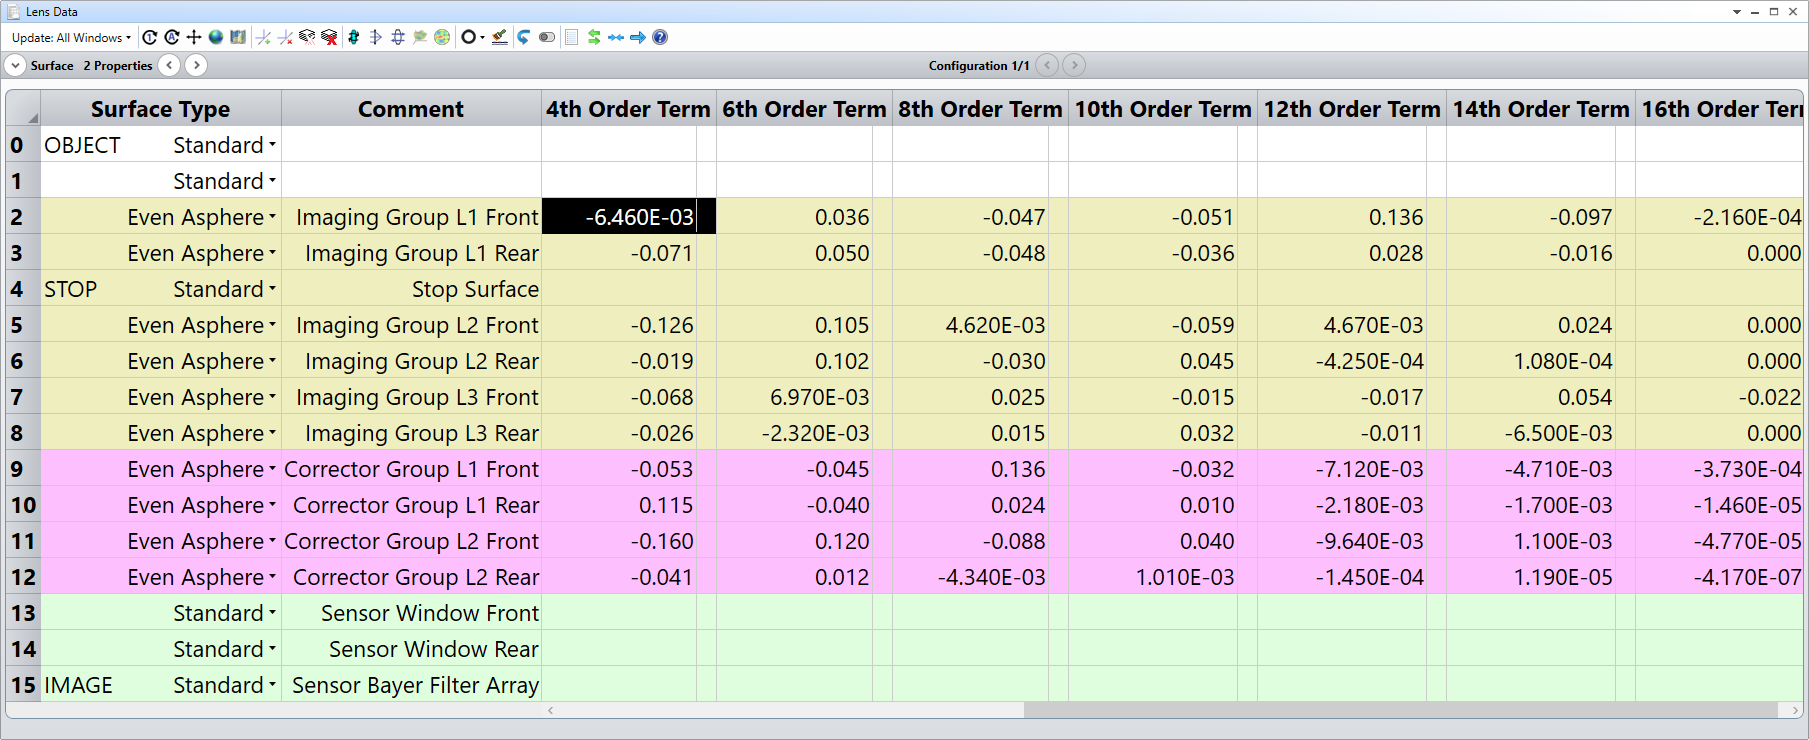 Lens Data
Update: All Windows
Surface 2 Properties Configuration 1/1
Surface Type Comment 4th Order Term 6th Order Term 8th Order Term 10th Order Term 12th Order Term 14th Order Term 16th Order Ter
0 OBJECT Standard
1 Standard
2 Even Asphere Imaging Group L1 Front -6.460E-03 0.036 -0.047 -0.051 0.136 -0.097 -2.160E-04
3 Even Asphere Imaging Group L1 Rear -0.071 0.050 -0.048 -0.036 0.028 -0.016 0.000
4 STOP Standard Stop Surface
5 Even Asphere Imaging Group L2 Front -0.126 0.105 4.620E-03 -0.059 4.670E-03 0.024 0.000
6 Even Asphere Imaging Group L2 Rear -0.019 0.102 -0.030 0.045 -4.250E-04 1.080E-04 0.000
7 Even Asphere Imaging Group L3 Front -0.068 6.970E-03 0.025 -0.015 -0.017 0.054 -0.022
8 Even Asphere Imaging Group L3 Rear -0.026 -2.320E-03 0.015 0.032 -0.011 -6.500E-03 0.000
9 Even Asphere Corrector Group L1 Front -0.053 -0.045 0.136 -0.032 -7.120E-03 -4.710E-03 -3.730E-04
10 Even Asphere Corrector Group L1 Rear 0.115 -0.040 0.024 0.010 -2.180E-03 -1.700E-03 -1.460E-05
11 Even Asphere Corrector Group L2 Front -0.160 0.120 -0.088 0.040 -9.640E-03 1.100E-03 -4.770E-05
12 Even Asphere Corrector Group L2 Rear -0.041 0.012 -4.340E-03 1.010E-03 -1.450E-04 1.190E-05 -4.170E-07
13 Standard Sensor Window Front
14 Standard Sensor Window Rear
15 IMAGE Standard Sensor Bayer Filter Array